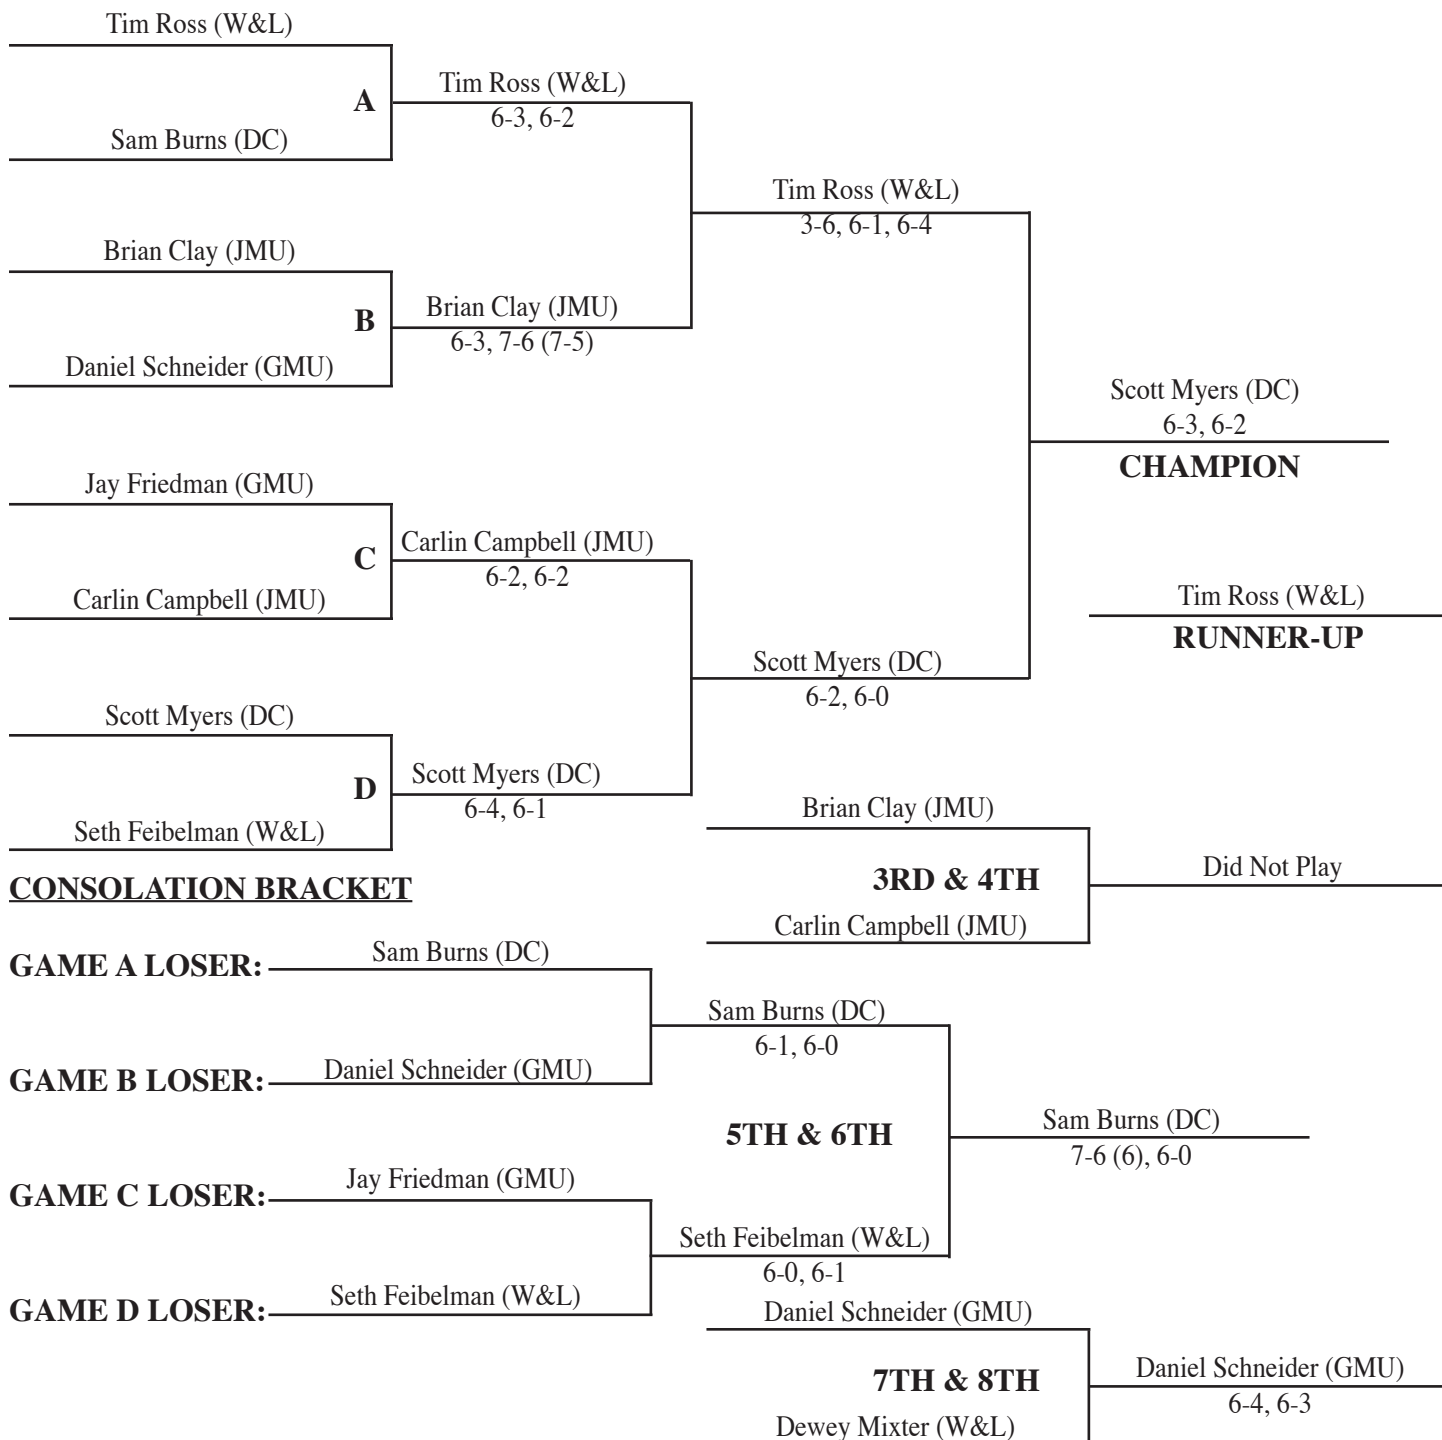 Tim Ross (W&L)
A
Tim Ross (W&L)
6-3, 6-2
Sam Burns (DC)
Tim Ross (W&L)
3-6, 6-1, 6-4
Brian Clay (JMU)
B
Brian Clay (JMU)
6-3, 7-6 (7-5)
Daniel Schneider (GMU)
Scott Myers (DC)
6-3, 6-2
CHAMPION
Jay Friedman (GMU)
C
Carlin Campbell (JMU)
6-2, 6-2
Carlin Campbell (JMU)
Tim Ross (W&L)
RUNNER-UP
Scott Myers (DC)
6-2, 6-0
Scott Myers (DC)
D
Scott Myers (DC)
6-4, 6-1
Seth Feibelman (W&L)
Brian Clay (JMU)
3RD & 4TH
Did Not Play
Carlin Campbell (JMU)
CONSOLATION BRACKET
GAME A LOSER: Sam Burns (DC)
Sam Burns (DC)
6-1, 6-0
GAME B LOSER: Daniel Schneider (GMU)
5TH & 6TH
Sam Burns (DC)
7-6 (6), 6-0
GAME C LOSER: Jay Friedman (GMU)
Seth Feibelman (W&L)
6-0, 6-1
GAME D LOSER: Seth Feibelman (W&L)
Daniel Schneider (GMU)
7TH & 8TH
Daniel Schneider (GMU)
6-4, 6-3
Dewey Mixter (W&L)